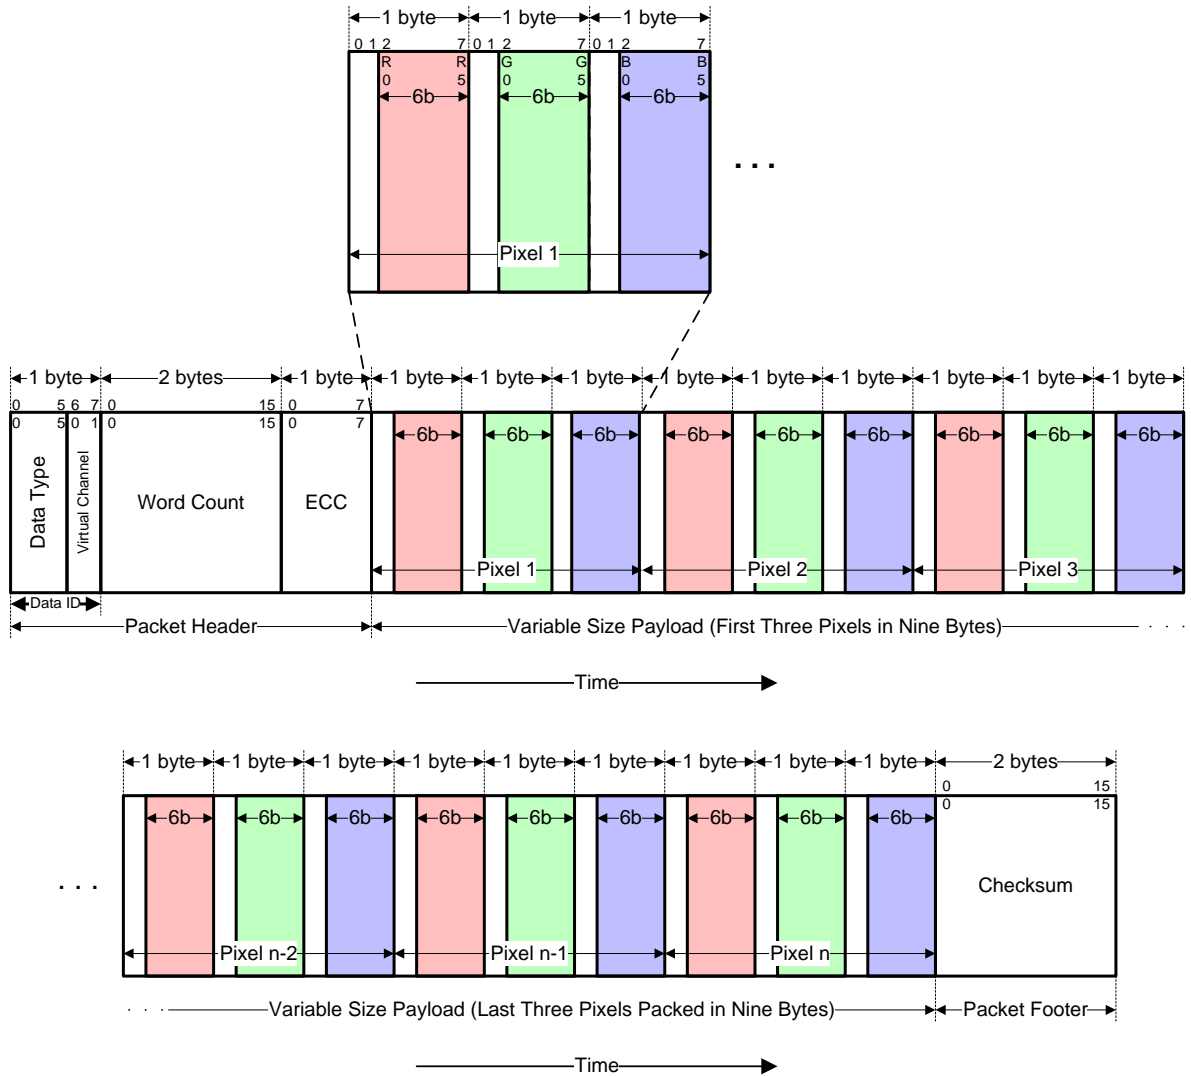 1 byte 1 byte 1 byte
0 1 2 7 0 1 2 7 0 1 2 7
R R G G B B
0 5 0 5 0 5
6b 6b 6b
. . .
Pixel 1
1 byte 2 bytes 1 byte 1 byte 1 byte 1 byte 1 byte 1 byte 1 byte 1 byte 1 byte 1 byte
0 5 6 7 0 15 0 7
0 5 0 1 0 15 0 7
6b 6b 6b 6b 6b 6b 6b 6b 6b
Data Type
Virtual Channel
Word Count
ECC
Pixel 1 Pixel 2 Pixel 3
Data ID
Packet Header Variable Size Payload (First Three Pixels in Nine Bytes) . . .
Time
1 byte 1 byte 1 byte 1 byte 1 byte 1 byte 1 byte 1 byte 1 byte 2 bytes
0 15
0 15
6b 6b 6b 6b 6b 6b 6b 6b 6b
. . .
Checksum
Pixel n-2 Pixel n-1 Pixel n
. . . Variable Size Payload (Last Three Pixels Packed in Nine Bytes) Packet Footer
Time